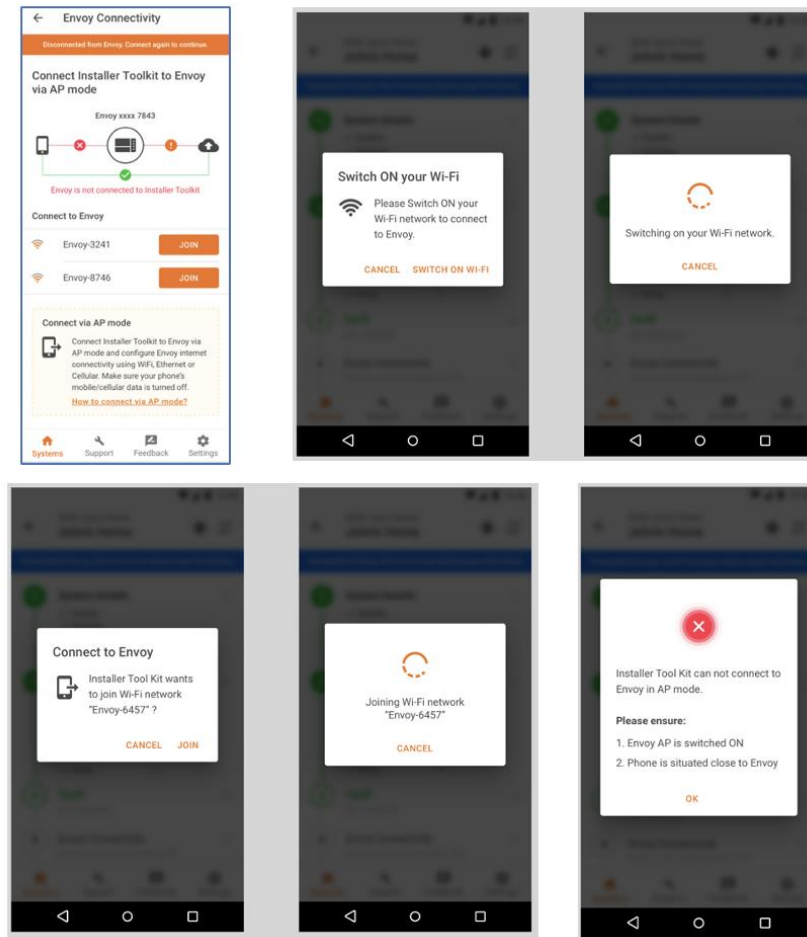 Envoy Connectivity
Disconnected from Envoy. Connect again to continue.
Connect Installer Toolkit to Envoy
via AP mode
Envoy xxxx 7843
Envoy is not connected to Installer Toolkit
Connect to Envoy
Envoy-3241
JOIN
Envoy-8746
JOIN
Connect via AP mode
Connect Installer Toolkit to Envoy via
AP mode and configure Envoy internet
connectivity using WiFi, Ethernet or
Cellular. Make sure your phone's
mobile/cellular data is turned off.
How to connect via AP mode?
Systems
Support
Feedback
Settings
Switch ON your Wi-Fi
Please Switch ON your
Wi-Fi network to connect
to Envoy.
CANCEL
SWITCH ON WI-FI
Switching on your Wi-Fi network.
CANCEL
Connect to Envoy
Installer Tool Kit wants
to join Wi-Fi network
"Envoy-6457" ?
CANCEL
JOIN
Joining Wi-Fi network
"Envoy-6457"
CANCEL
Installer Tool Kit can not connect to
Envoy in AP mode.
Please ensure:
1. Envoy AP is switched ON
2. Phone is situated close to Envoy
OK